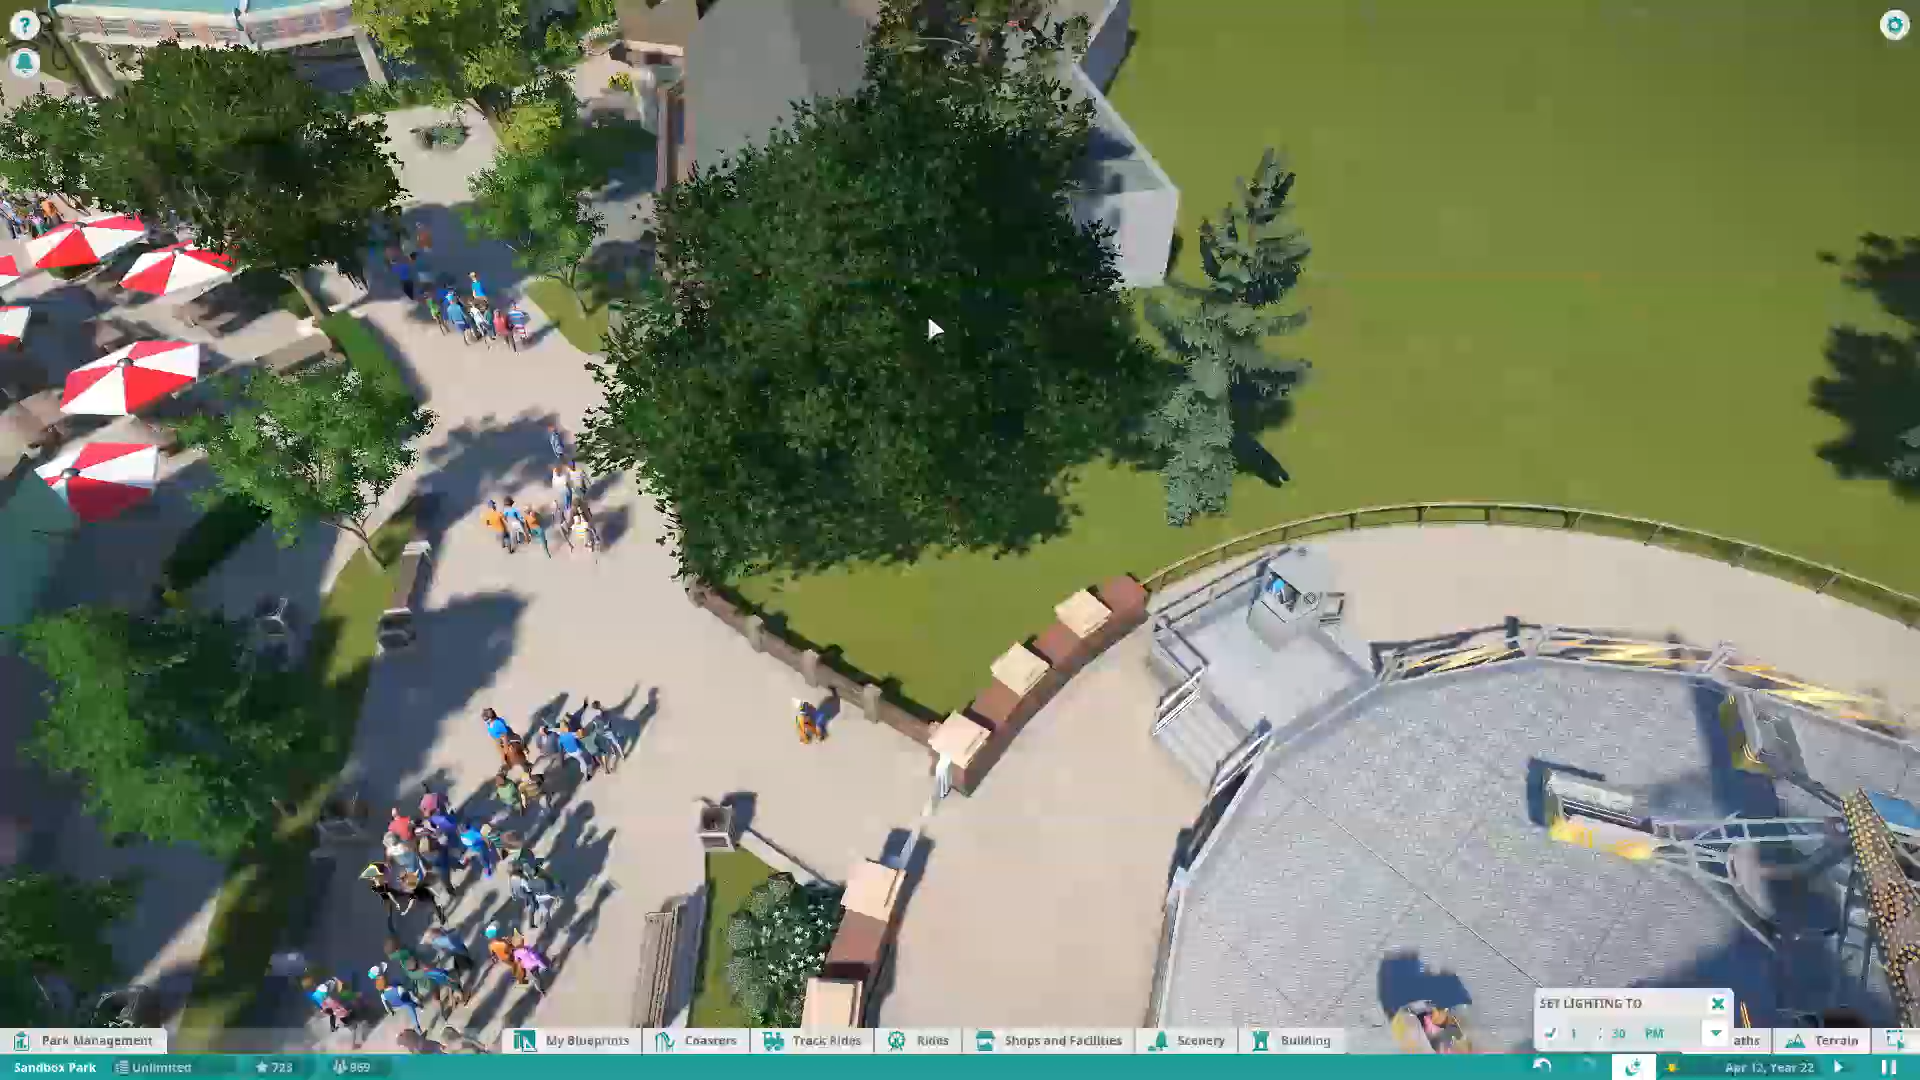 ?
SET LIGHTING TO
1 : 30 PM
Park Management
My Blueprints
Coasters
Track Rides
Rides
Shops and Facilities
Scenery
Building
aths
Terrain
Sandbox Park
Unlimited
723
969
Apr 12, Year 22